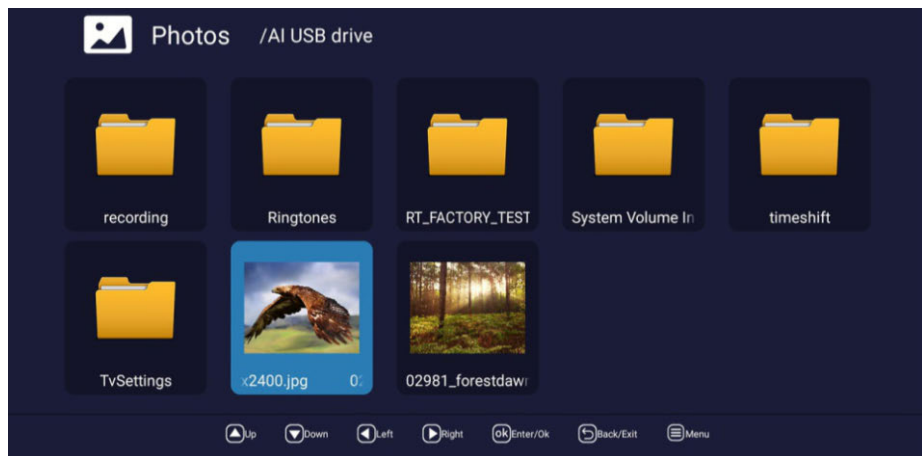 Photos /AI USB drive
recording Ringtones RT_FACTORY_TEST System Volume In timeshift
TvSettings x2400.jpg 02 02981_forestdawn
Up Down Left Right ok Enter/Ok Back/Exit Menu